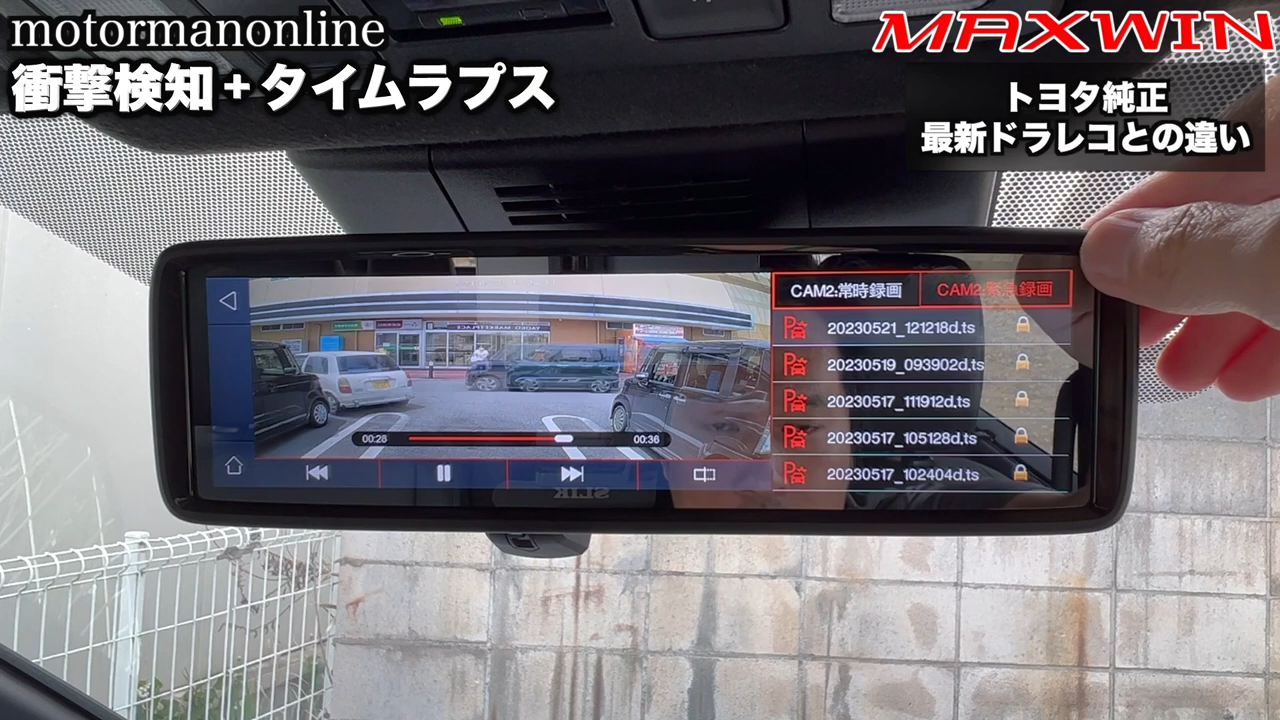 motormanonline
衝撃検知+タイムラプス
MAXWIN
トヨタ純正
最新ドラレコとの違い
CAM2:常時録画
CAM2:緊急録画
20230521_121218d.ts
20230519_093902d.ts
20230517_111912d.ts
20230517_105128d.ts
20230517_102404d.ts
00:28
00:36
SLIK